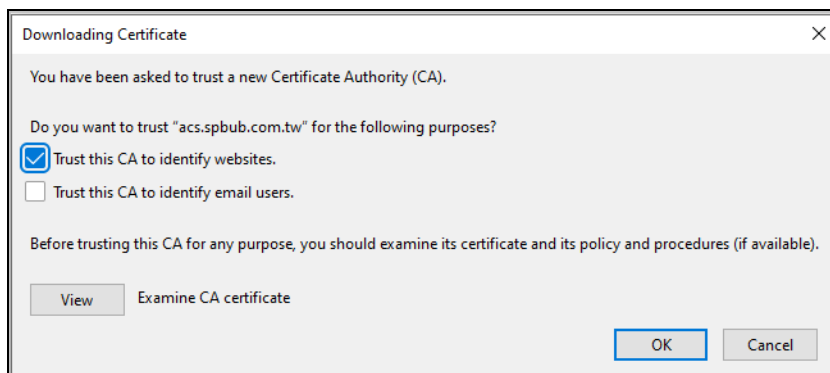 Downloading Certificate
You have been asked to trust a new Certificate Authority (CA).
Do you want to trust “acs.spbub.com.tw” for the following purposes?
Trust this CA to identify websites.
Trust this CA to identify email users.
Before trusting this CA for any purpose, you should examine its certificate and its policy and procedures (if available).
View Examine CA certificate
OK Cancel